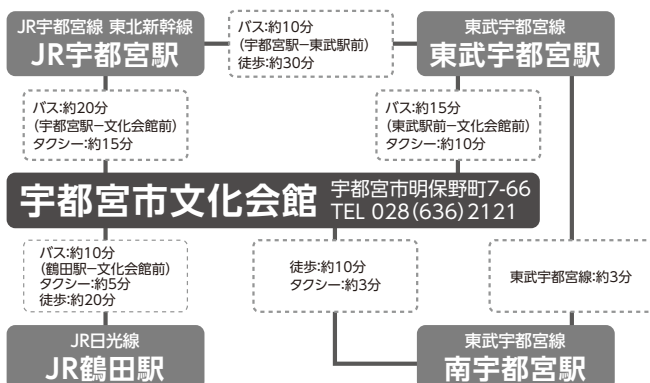 JR宇都宮線 東北新幹線
JR宇都宮駅
バス:約10分
(宇都宮駅−東武駅前)
徒歩:約30分
東武宇都宮線
東武宇都宮駅
バス:約20分
(宇都宮駅−文化会館前)
タクシー:約15分
バス:約15分
(東武駅前−文化会館前)
タクシー:約10分
宇都宮市文化会館
宇都宮市明保野町7-66
TEL 028(636)2121
バス:約10分
(鶴田駅−文化会館前)
タクシー:約5分
徒歩:約20分
徒歩:約10分
タクシー:約3分
東武宇都宮線:約3分
JR日光線
JR鶴田駅
東武宇都宮線
南宇都宮駅